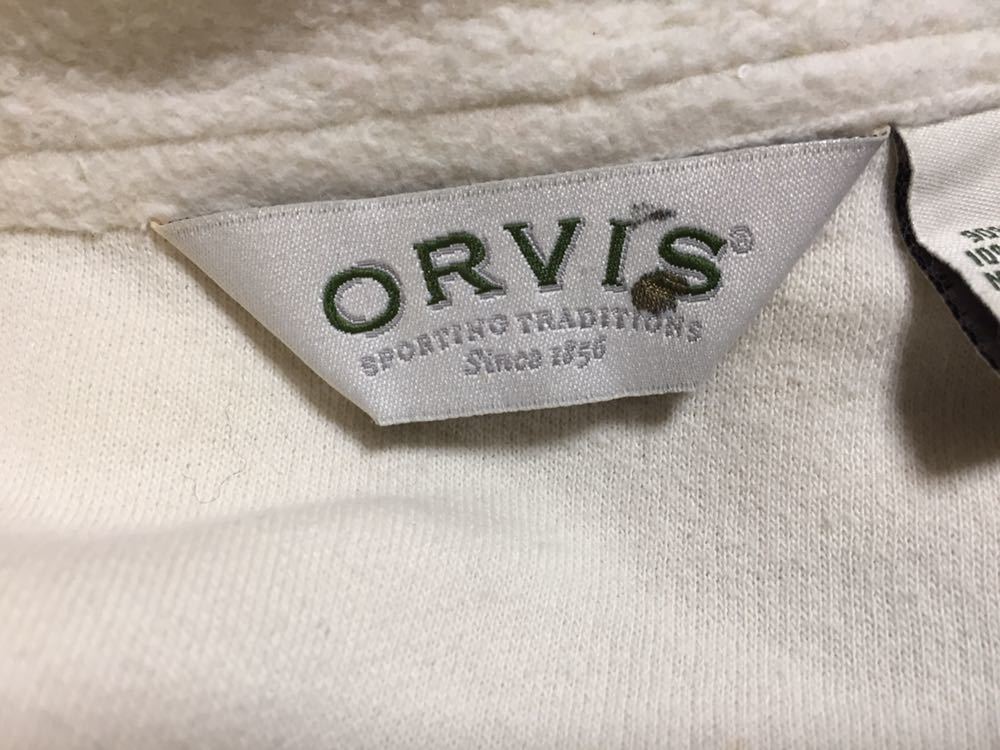 ORVIS®
SPORTING TRADITIONS
Since 1856